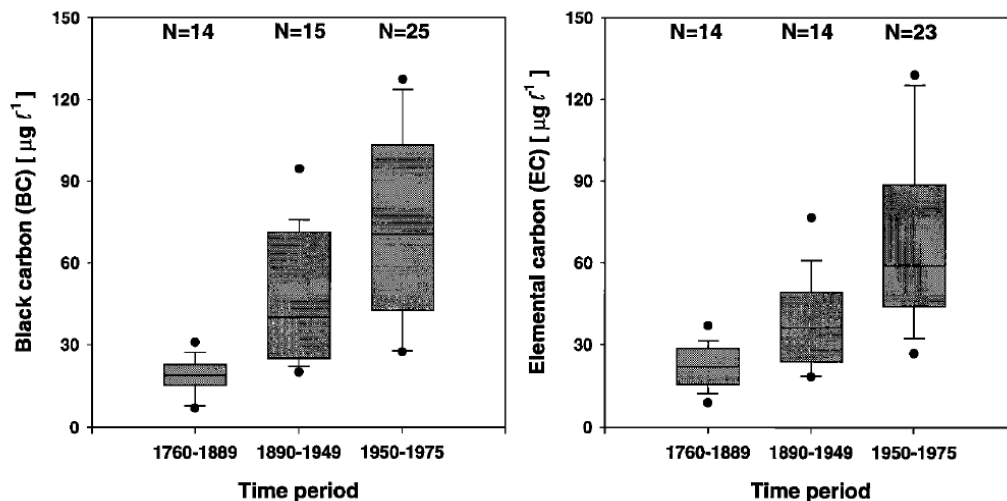 Black carbon (BC) [ µg ℓ⁻¹ ]
150
120
90
60
30
0
N=14 N=15 N=25
1760-1889 1890-1949 1950-1975
Time period
Elemental carbon (EC) [ µg ℓ⁻¹ ]
150
120
90
60
30
0
N=14 N=14 N=23
1760-1889 1890-1949 1950-1975
Time period